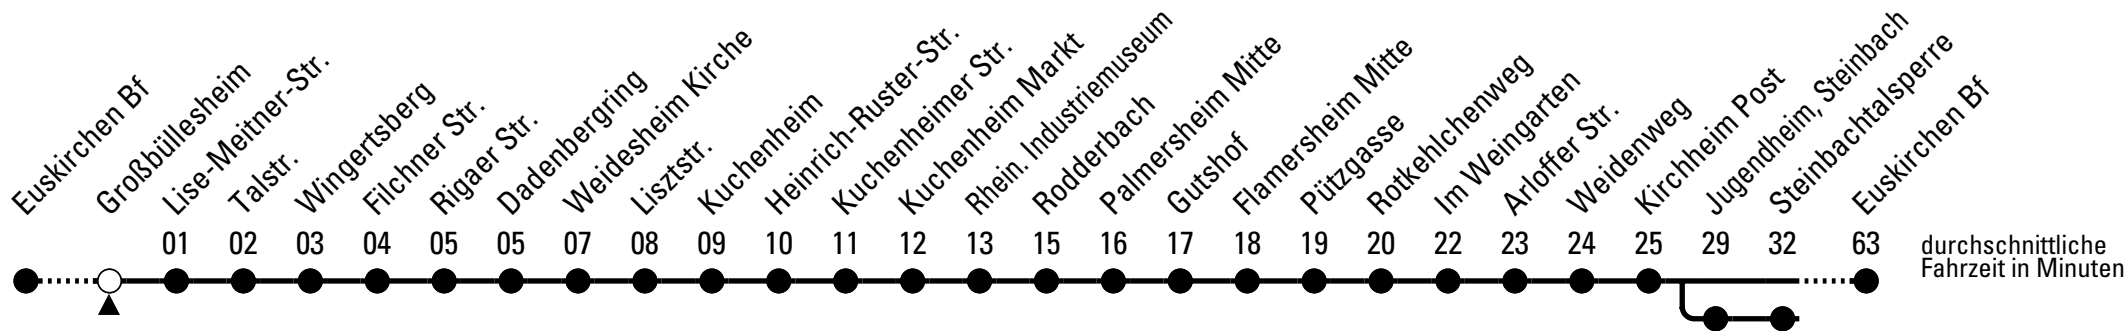 Euskirchen Bf
Großbüllesheim
Lise-Meitner-Str.
Talstr.
Wingertsberg
Filchner Str.
Rigaer Str.
Dadenbergring
Weidesheim Kirche
Lisztstr.
Kuchenheim
Heinrich-Ruster-Str.
Kuchenheimer Str.
Kuchenheim Markt
Rhein. Industriemuseum
Rodderbach
Palmersheim Mitte
Gutshof
Flamersheim Mitte
Pützgasse
Rotkehlchenweg
Im Weingarten
Arloffer Str.
Weidenweg
Kirchheim Post
Jugendheim, Steinbach
Steinbachtalsperre
Euskirchen Bf
01 02 03 04 05 05 07 08 09 10 11 12 13 15 16 17 18 19 20 22 23 24 25 29 32 63
durchschnittliche
Fahrzeit in Minuten